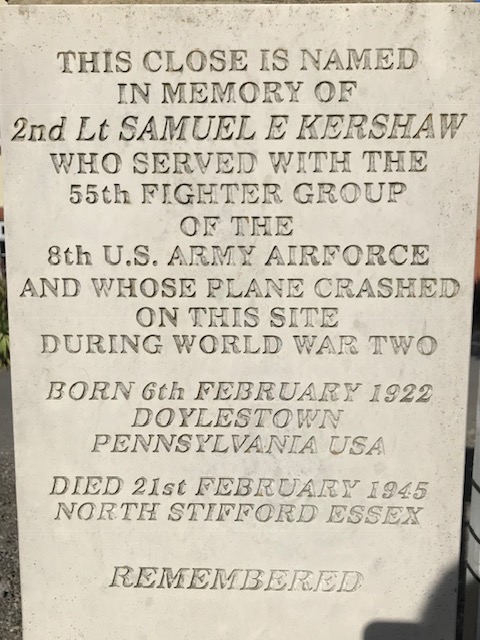 THIS CLOSE IS NAMED
IN MEMORY OF
2nd Lt SAMUEL E KERSHAW
WHO SERVED WITH THE
55th FIGHTER GROUP
OF THE
8th U.S. ARMY AIRFORCE
AND WHOSE PLANE CRASHED
ON THIS SITE
DURING WORLD WAR TWO
BORN 6th FEBRUARY 1922
DOYLESTOWN
PENNSYLVANIA USA
DIED 21st FEBRUARY 1945
NORTH STIFFORD ESSEX
REMEMBERED